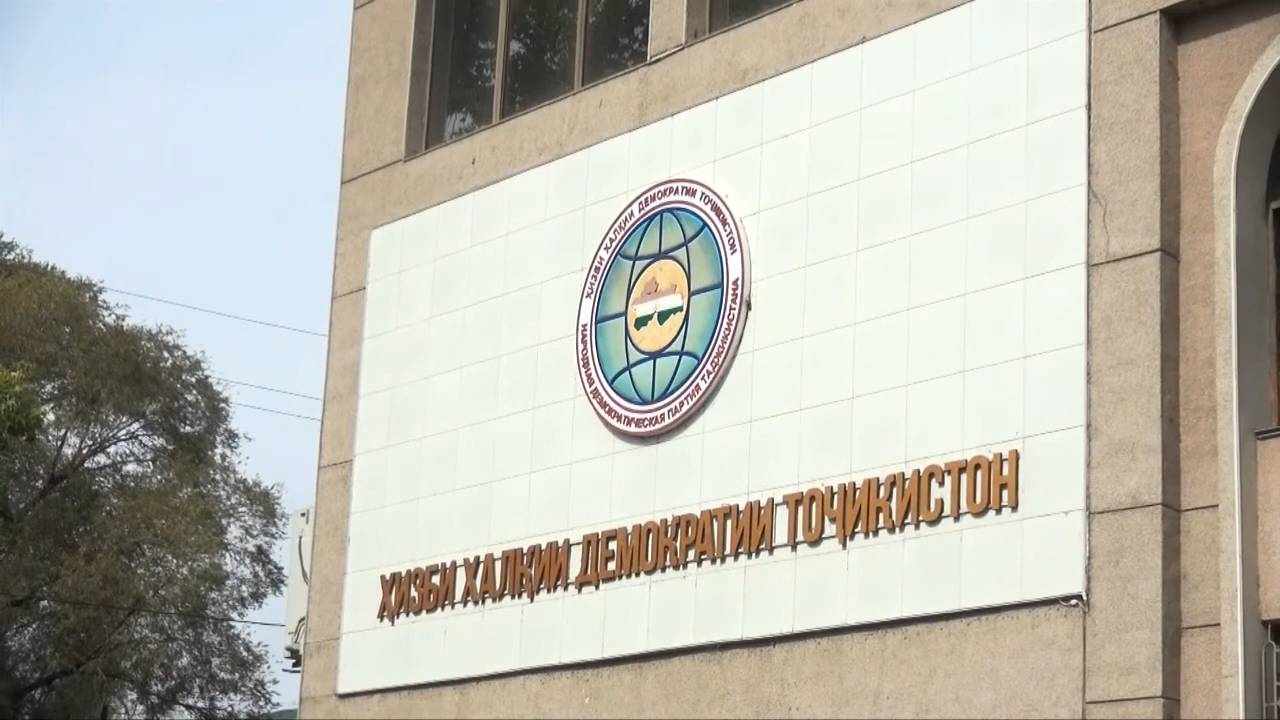 ҲИЗБИ ХАЛҚИИ ДЕМОКРАТИИ ТОҶИКИСТОН
НАРОДНАЯ ДЕМОКРАТИЧЕСКАЯ ПАРТИЯ ТАДЖИКИСТАНА
ҲИЗБИ ХАЛҚИИ ДЕМОКРАТИИ ТОҶИКИСТОН